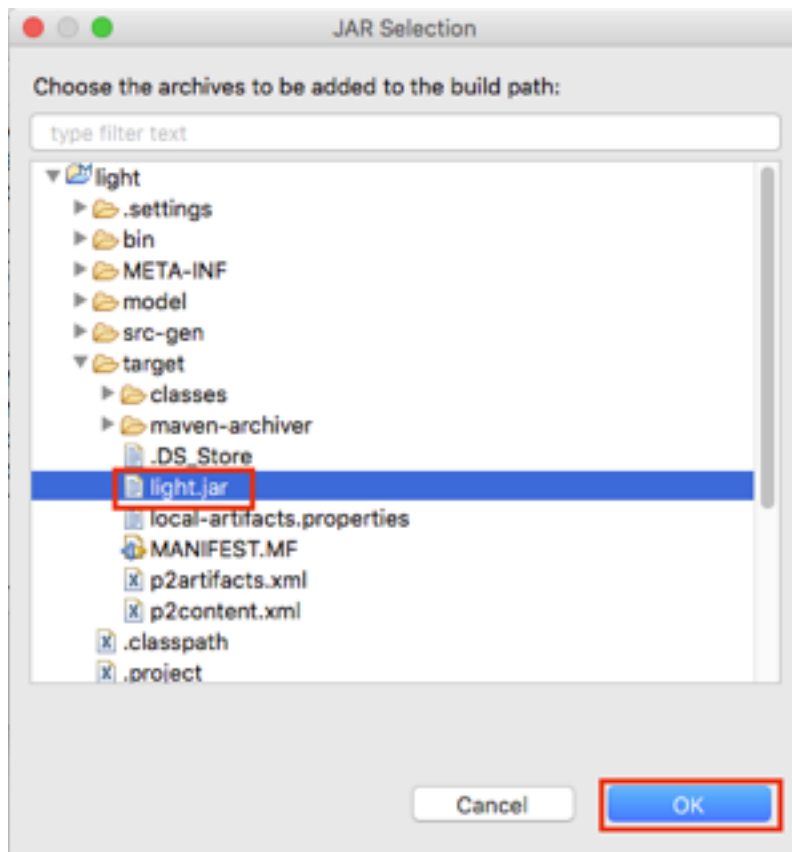 JAR Selection
Choose the archives to be added to the build path:
type filter text
light
.settings
bin
META-INF
model
src-gen
target
classes
maven-archiver
.DS_Store
light.jar
local-artifacts.properties
MANIFEST.MF
p2artifacts.xml
p2content.xml
.classpath
.project
Cancel OK